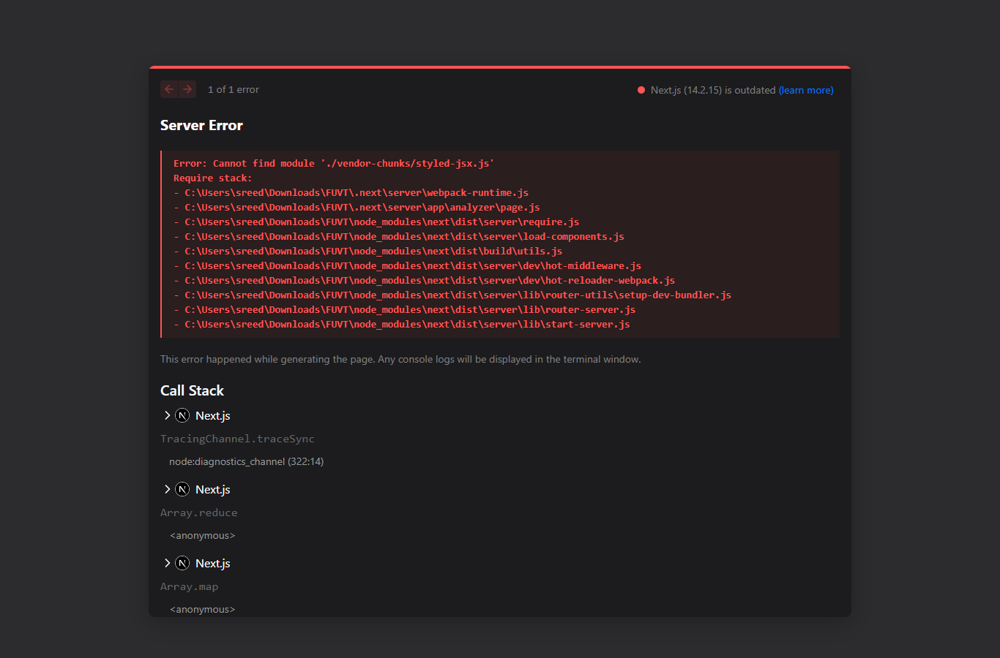 1 of 1 error
Next.js (14.2.15) is outdated (learn more)
Server Error
Error: Cannot find module './vendor-chunks/styled-jsx.js'
Require stack:
- C:\Users\sreed\Downloads\FUVT\.next\server\webpack-runtime.js
- C:\Users\sreed\Downloads\FUVT\.next\server\app\analyzer\page.js
- C:\Users\sreed\Downloads\FUVT\node_modules\next\dist\server\require.js
- C:\Users\sreed\Downloads\FUVT\node_modules\next\dist\server\load-components.js
- C:\Users\sreed\Downloads\FUVT\node_modules\next\dist\build\utils.js
- C:\Users\sreed\Downloads\FUVT\node_modules\next\dist\server\dev\hot-middleware.js
- C:\Users\sreed\Downloads\FUVT\node_modules\next\dist\server\dev\hot-reloader-webpack.js
- C:\Users\sreed\Downloads\FUVT\node_modules\next\dist\server\lib\router-utils\setup-dev-bundler.js
- C:\Users\sreed\Downloads\FUVT\node_modules\next\dist\server\lib\router-server.js
- C:\Users\sreed\Downloads\FUVT\node_modules\next\dist\server\lib\start-server.js
This error happened while generating the page. Any console logs will be displayed in the terminal window.
Call Stack
N Next.js
TracingChannel.traceSync
node:diagnostics_channel (322:14)
N Next.js
Array.reduce
<anonymous>
N Next.js
Array.map
<anonymous>